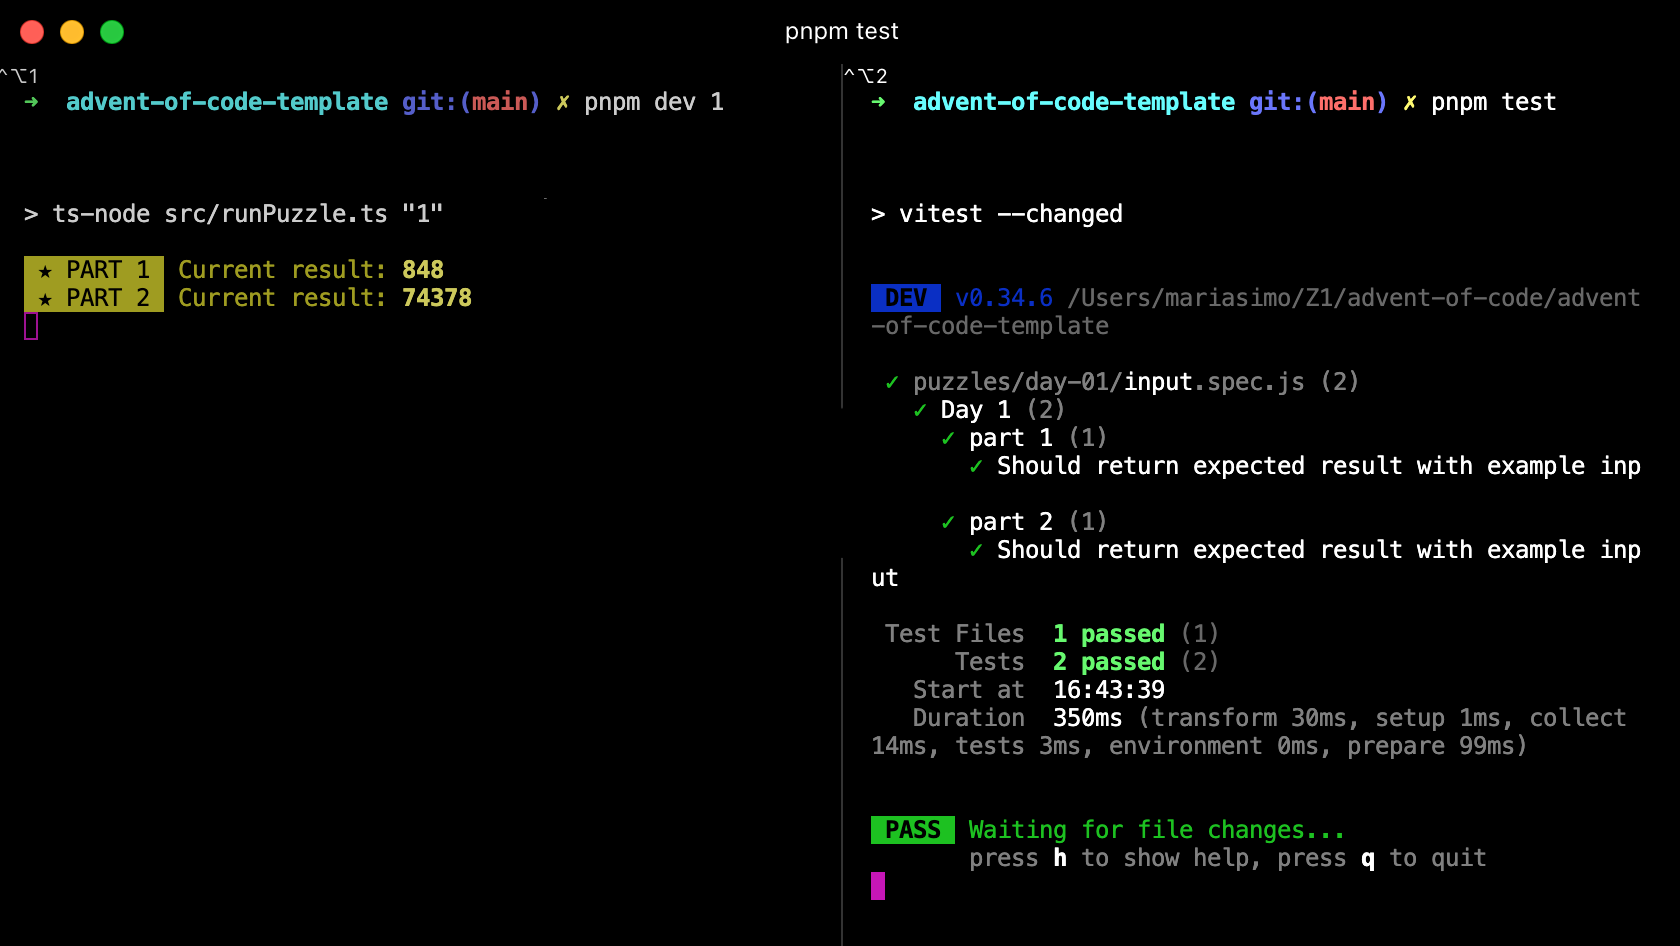 pnpm test
⌃⌥1
➜  advent-of-code-template git:(main) ✗ pnpm dev 1
> ts-node src/runPuzzle.ts "1"
★ PART 1 Current result: 848
★ PART 2 Current result: 74378
⌃⌥2
➜  advent-of-code-template git:(main) ✗ pnpm test
> vitest --changed
DEV v0.34.6 /Users/mariasimo/Z1/advent-of-code/advent
-of-code-template
✓ puzzles/day-01/input.spec.js (2)
✓ Day 1 (2)
✓ part 1 (1)
✓ Should return expected result with example inp
✓ part 2 (1)
✓ Should return expected result with example inp
ut
Test Files  1 passed (1)
Tests  2 passed (2)
Start at  16:43:39
Duration  350ms (transform 30ms, setup 1ms, collect
14ms, tests 3ms, environment 0ms, prepare 99ms)
PASS Waiting for file changes...
press h to show help, press q to quit